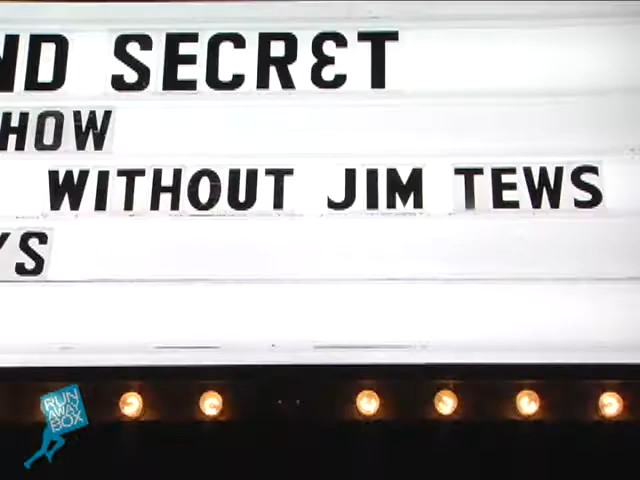 ND SECRET
HOW
WITHOUT JIM TEWS
YS
RUN
AWAY
BOX